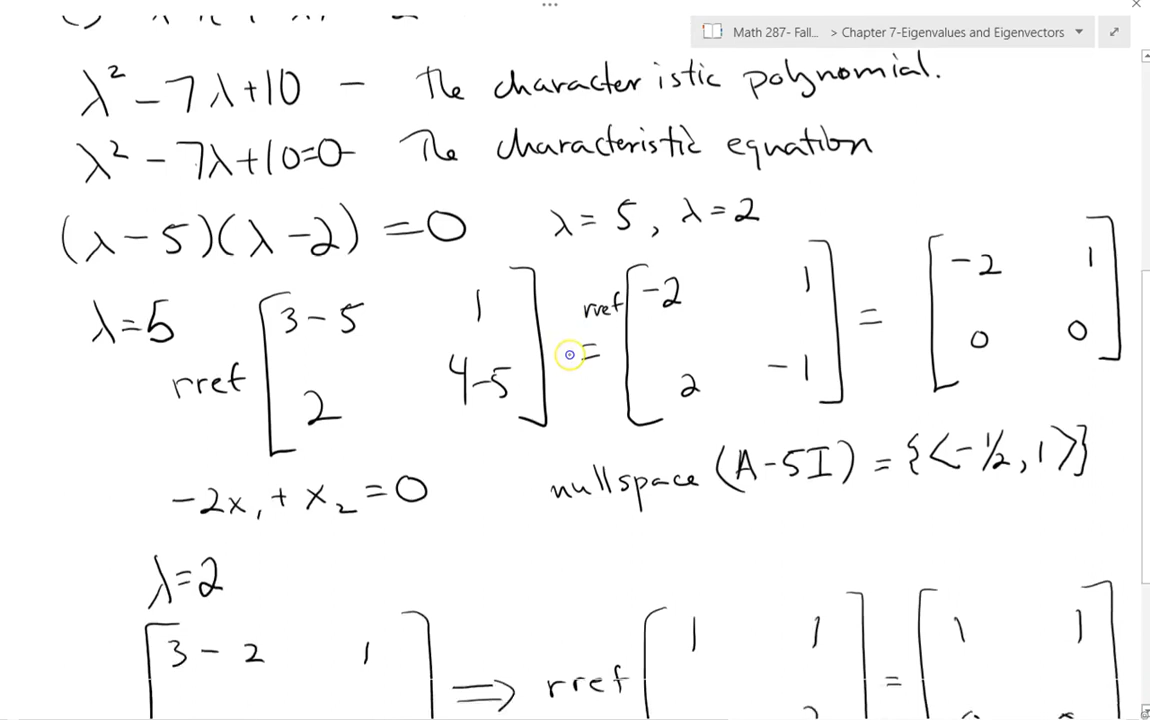 Math 287- Fall... > Chapter 7-Eigenvalues and Eigenvectors
λ² - 7λ+10 - The characteristic polynomial.
λ² - 7λ+10=0- The characteristic equation
(λ-5)(λ-2) =0 λ= 5, λ=2
λ=5 rref [3-5 1 2 4-5] = rref [-2 1 2 -1] = [-2 1 0 0]
-2x₁ + x₂ =0 nullspace (A-5I) = {<-½, 1>}
λ=2
[3-2 1 ⟹ rref [1 1 = [1 1